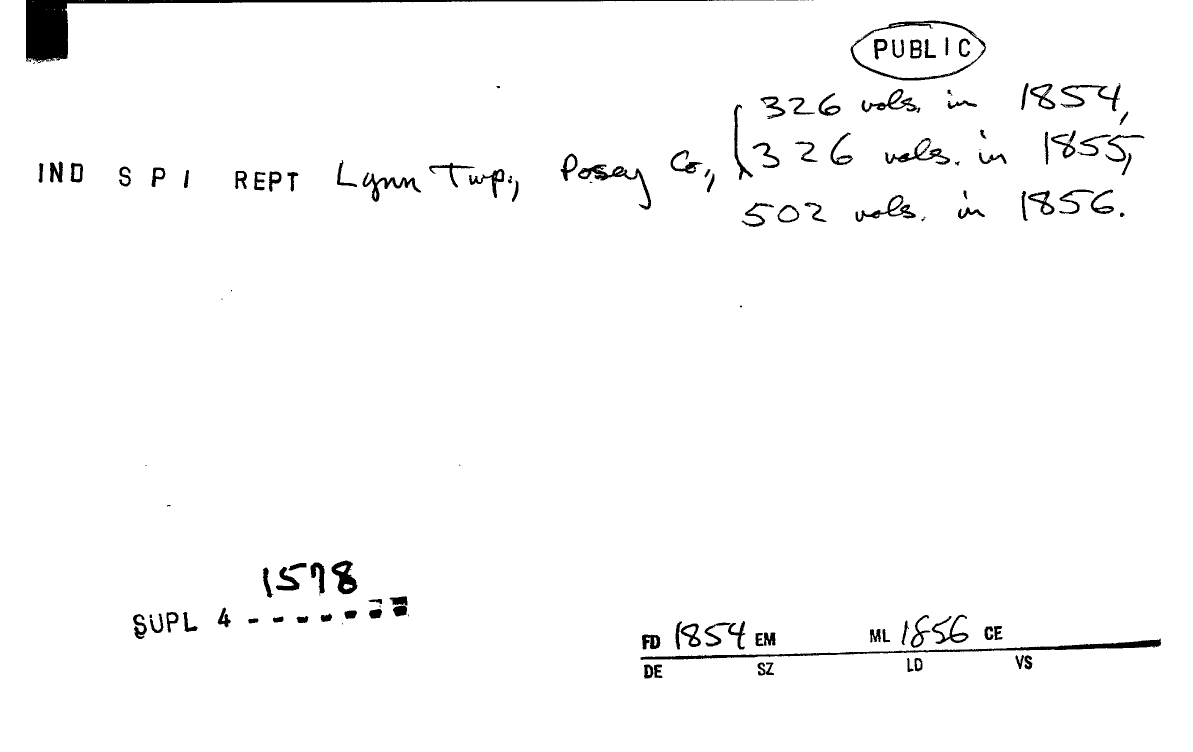 PUBLIC
326 vols. in 1854,
IND S P I REPT Lynn Twp., Posey Co., 326 vols. in 1855,
502 vols. in 1856.
1578
SUPL 4 - - - - - - -
FD 1854 EM ML 1856 CE
DE SZ LD VS